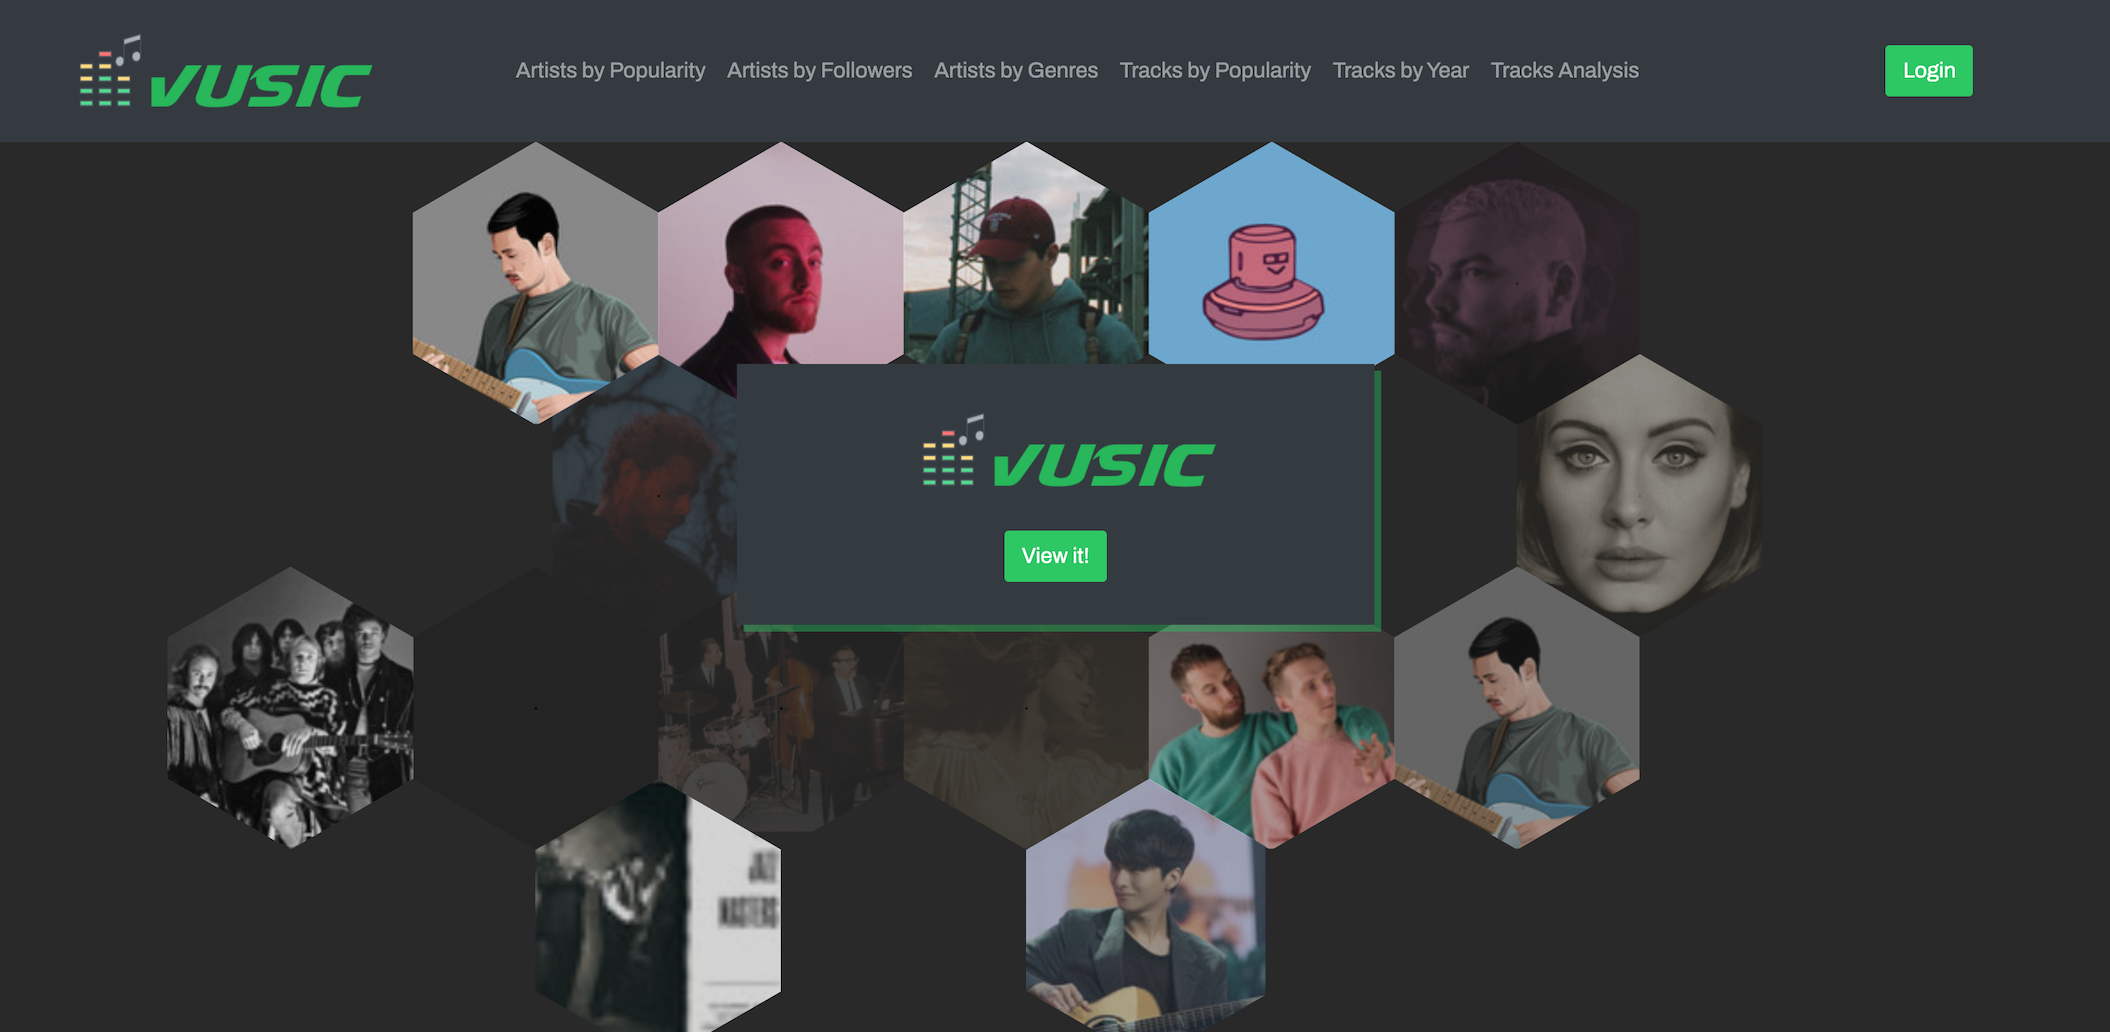 VUSIC
Artists by Popularity
Artists by Followers
Artists by Genres
Tracks by Popularity
Tracks by Year
Tracks Analysis
Login
VUSIC
View it!
JAZZ
MASTERS